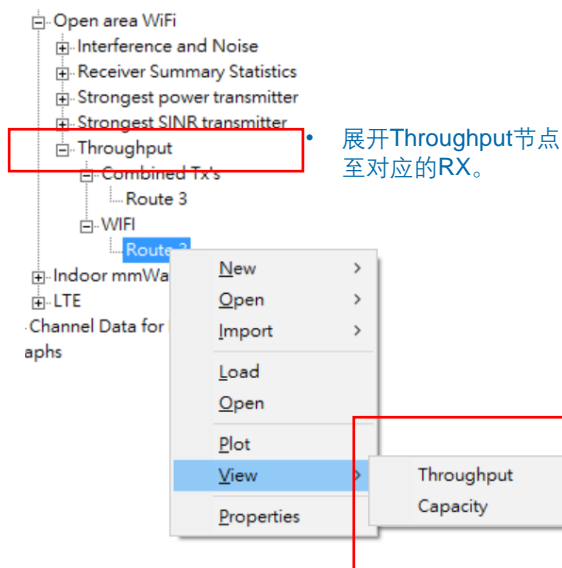 Open area WiFi
Interference and Noise
Receiver Summary Statistics
Strongest power transmitter
Strongest SINR transmitter
Throughput
Combined Tx's
Route 3
WIFI
Route 3
Indoor mmWa
LTE
Channel Data for
aphs
• 展开Throughput节点
至对应的RX。
New
Open
Import
Load
Open
Plot
View
Properties
Throughput
Capacity